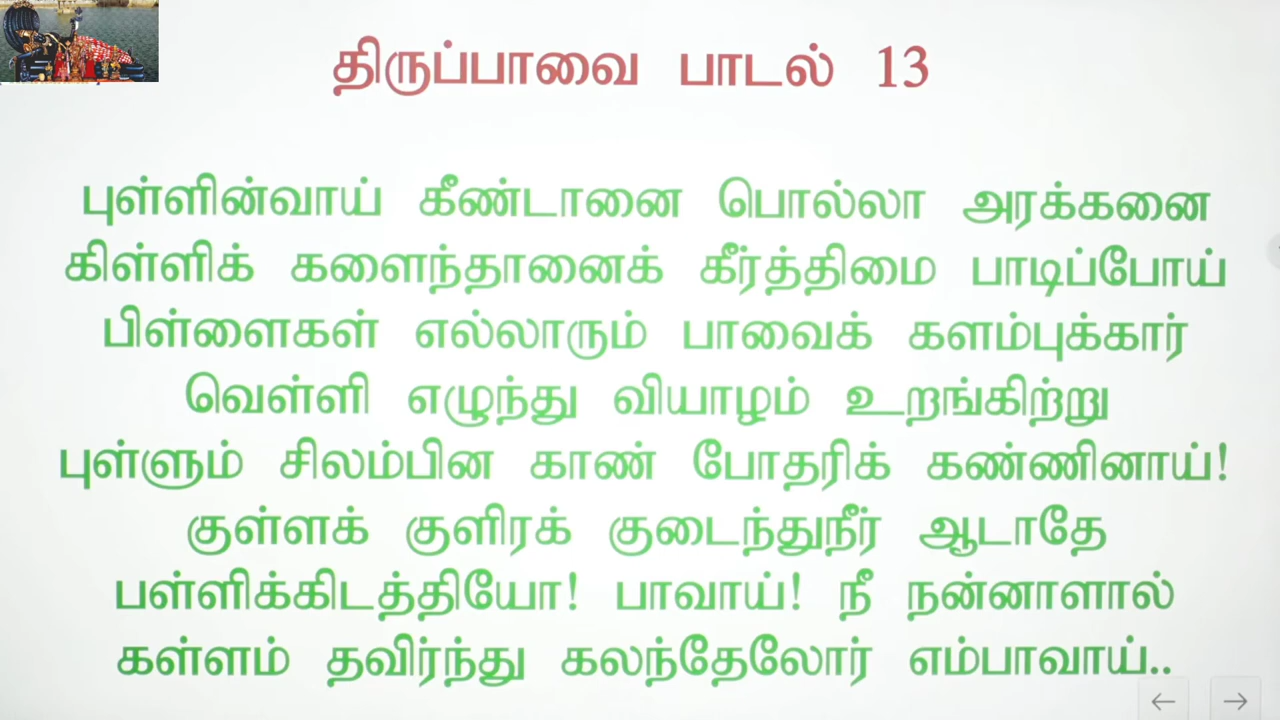 திருப்பாவை பாடல் 13
புள்ளின்வாய் கீண்டானை பொல்லா அரக்கனை
கிள்ளிக் களைந்தானைக் கீர்த்திமை பாடிப்போய்
பிள்ளைகள் எல்லாரும் பாவைக் களம்புக்கார்
வெள்ளி எழுந்து வியாழம் உறங்கிற்று
புள்ளும் சிலம்பின காண் போதரிக் கண்ணினாய்!
குள்ளக் குளிரக் குடைந்துநீர் ஆடாதே
பள்ளிக்கிடத்தியோ! பாவாய்! நீ நன்னாளால்
கள்ளம் தவிர்ந்து கலந்தேலோர் எம்பாவாய்..